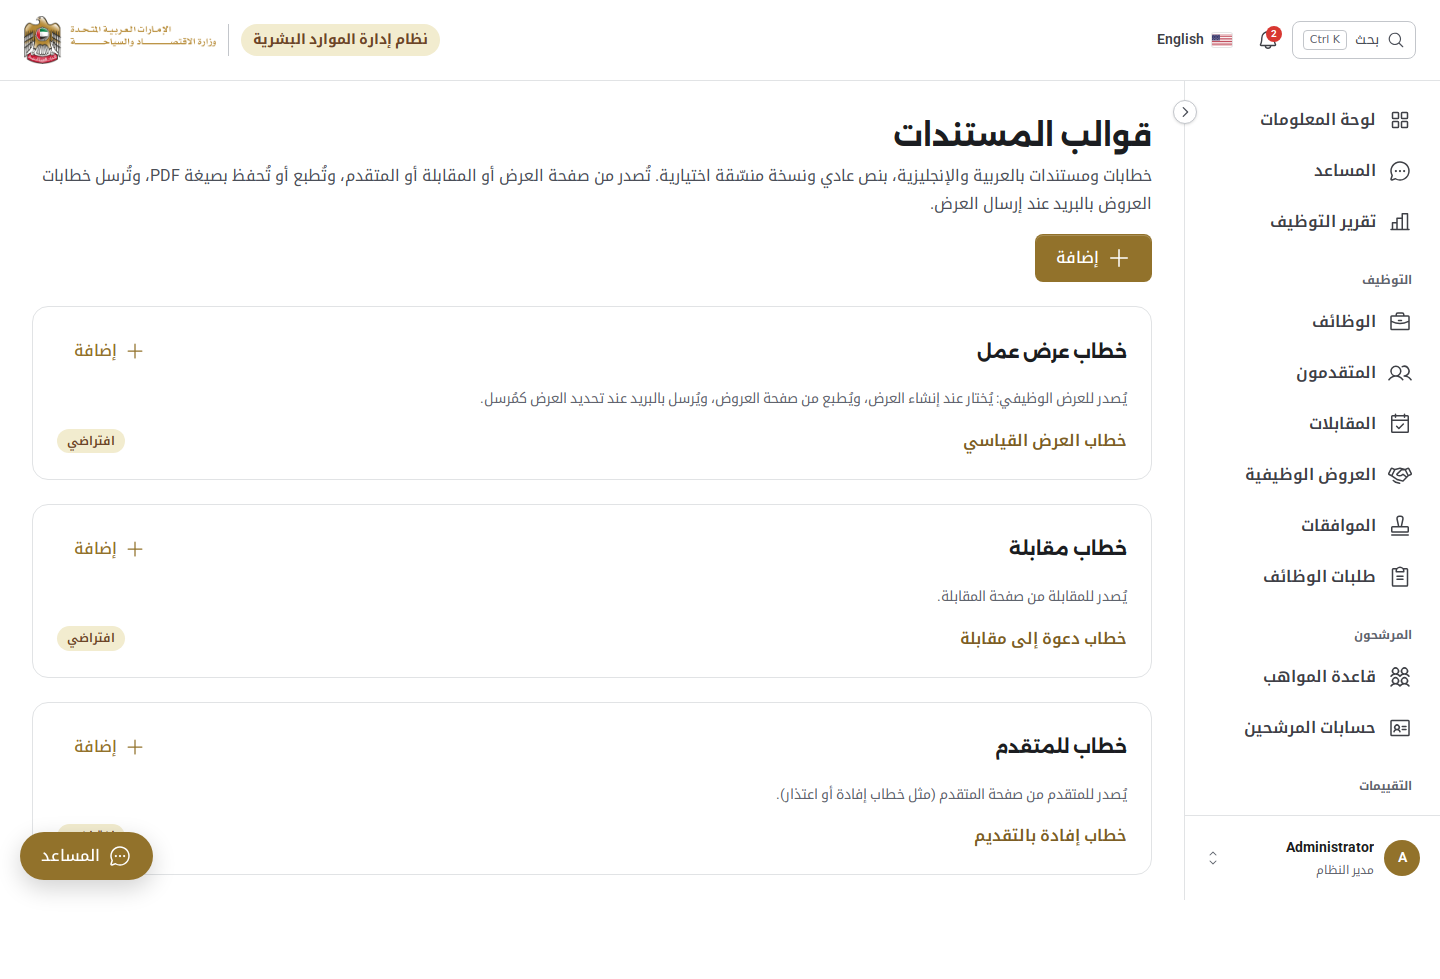 الإمارات العربية المتحدة
وزارة الاقتصاد والسياحة
نظام إدارة الموارد البشرية
English
2
بحث
Ctrl K
لوحة المعلومات
المساعد
تقرير التوظيف
التوظيف
الوظائف
المتقدمون
المقابلات
العروض الوظيفية
الموافقات
طلبات الوظائف
المرشحون
قاعدة المواهب
حسابات المرشحين
التقييمات
Administrator
مدير النظام
A
قوالب المستندات
خطابات ومستندات بالعربية والإنجليزية، بنص عادي ونسخة منسّقة اختيارية. تُصدر من صفحة العرض أو المقابلة أو المتقدم، وتُطبع أو تُحفظ بصيغة PDF، وتُرسل خطابات
العروض بالبريد عند إرسال العرض.
إضافة
خطاب عرض عمل
إضافة
يُصدر للعرض الوظيفي: يُختار عند إنشاء العرض، ويُطبع من صفحة العروض، ويُرسل بالبريد عند تحديد العرض كمُرسل.
خطاب العرض القياسي
افتراضي
خطاب مقابلة
إضافة
يُصدر للمقابلة من صفحة المقابلة.
خطاب دعوة إلى مقابلة
افتراضي
خطاب للمتقدم
إضافة
يُصدر للمتقدم من صفحة المتقدم (مثل خطاب إفادة أو اعتذار).
خطاب إفادة بالتقديم
المساعد